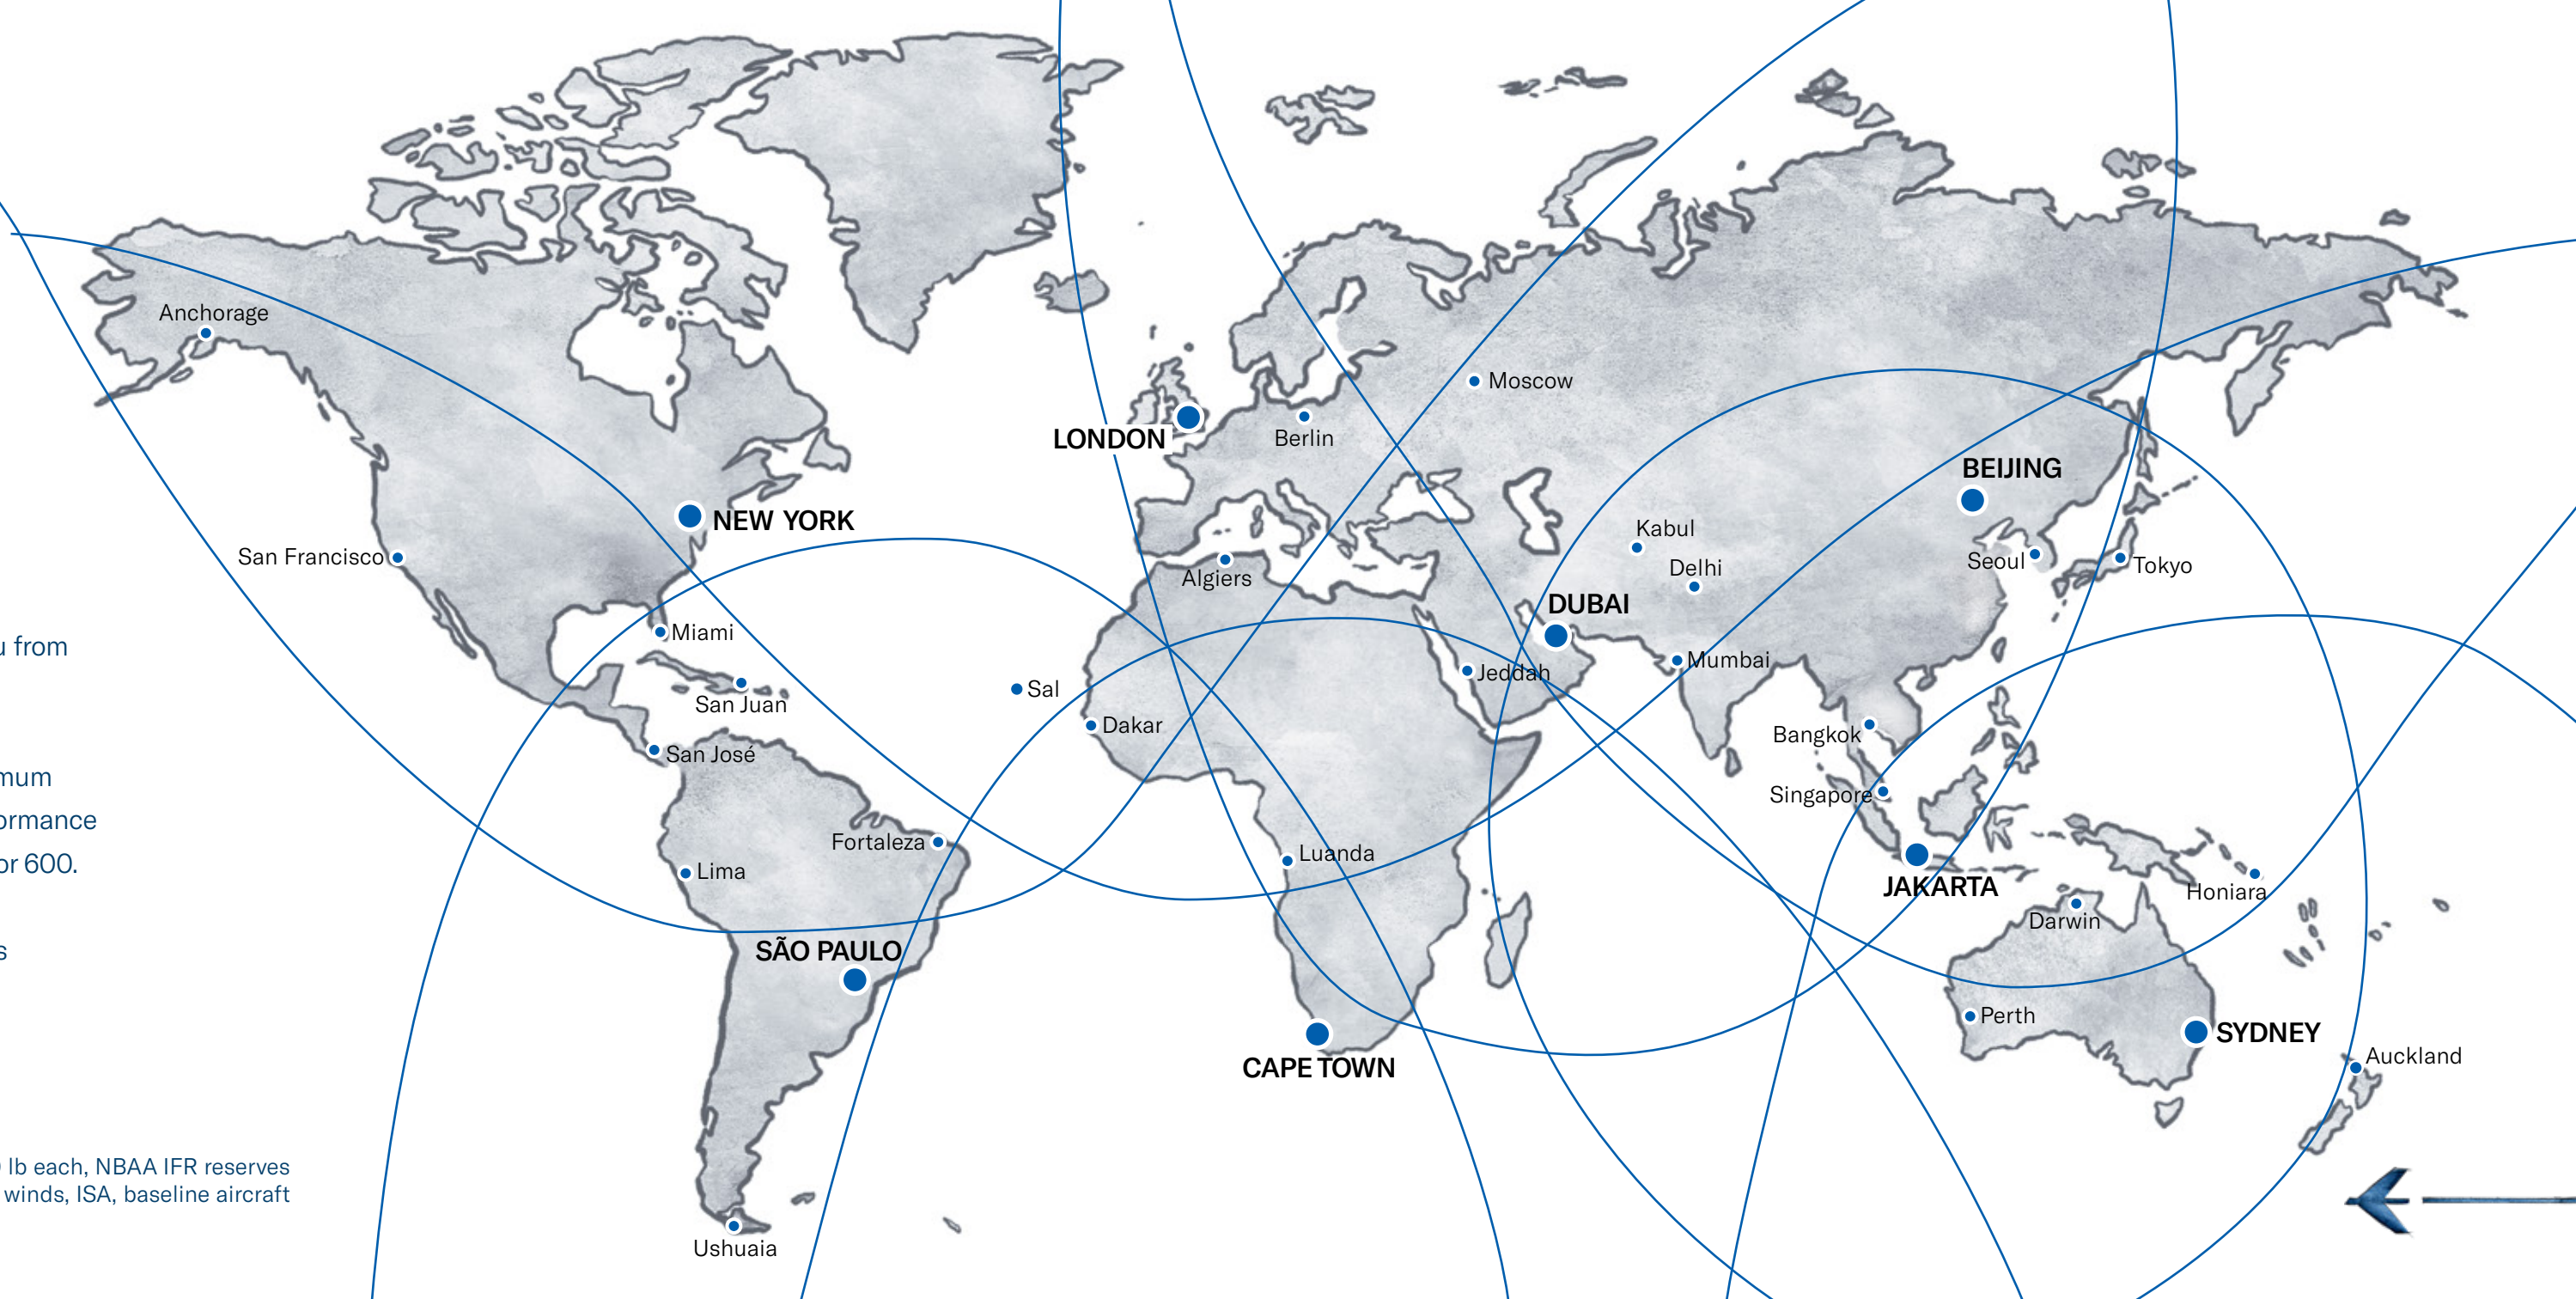 Anchorage
Moscow
LONDON
Berlin
BEIJING
NEW YORK
Kabul
San Francisco
Seoul
Tokyo
Delhi
Algiers
DUBAI
Miami
u from
Mumbai
Jeddah
Sal
San Juan
Dakar
Bangkok
San José
mum
Singapore
ormance
Fortaleza
Luanda
or 600.
Lima
JAKARTA
Honiara
Darwin
SÃO PAULO
s
Perth
SYDNEY
Auckland
CAPE TOWN
lb each, NBAA IFR reserves
winds, ISA, baseline aircraft
Ushuaia